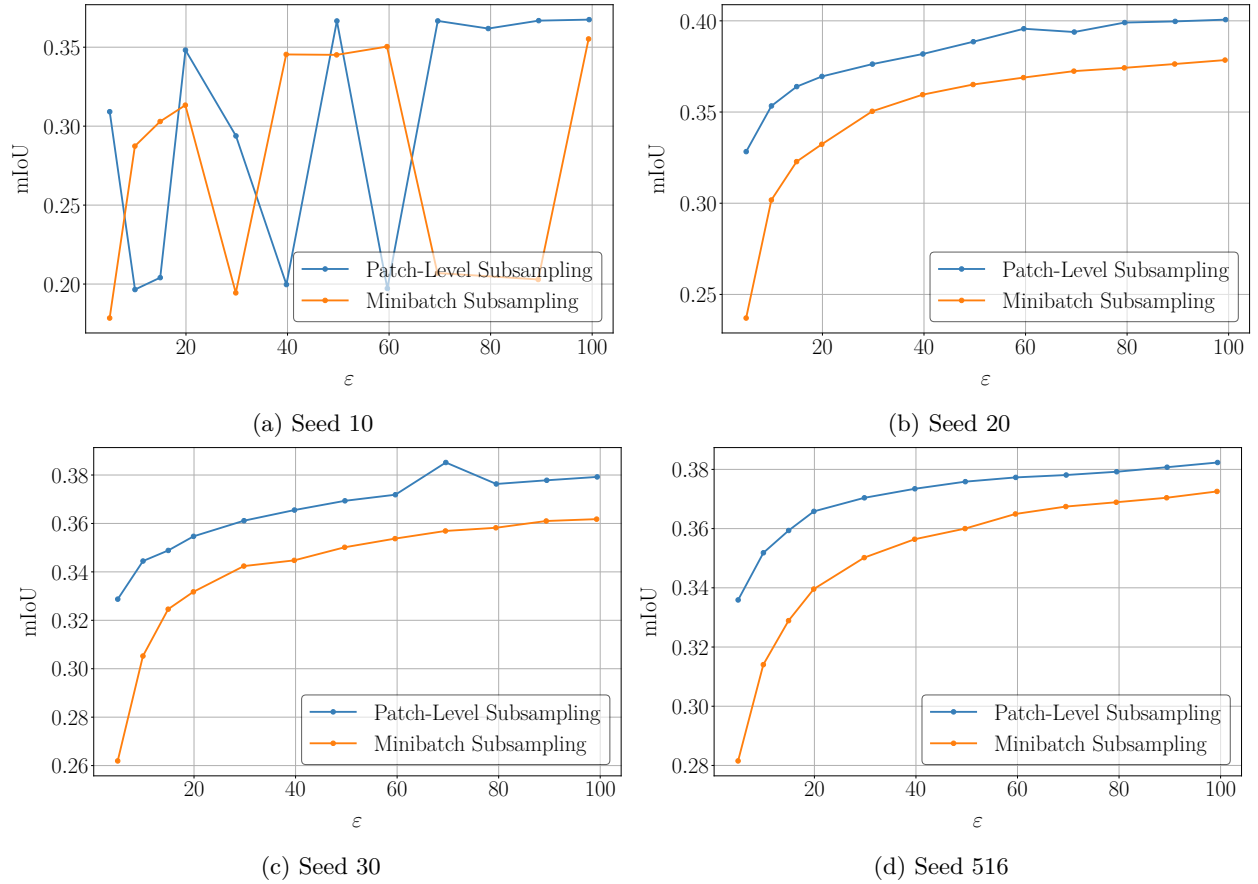 0.35
0.30
0.25
0.20
mIoU
Patch-Level Subsampling
Minibatch Subsampling
20 40 60 80 100
ε
(a) Seed 10
0.40
0.35
0.30
0.25
mIoU
Patch-Level Subsampling
Minibatch Subsampling
20 40 60 80 100
ε
(b) Seed 20
0.38
0.36
0.34
0.32
0.30
0.28
0.26
mIoU
Patch-Level Subsampling
Minibatch Subsampling
20 40 60 80 100
ε
(c) Seed 30
0.38
0.36
0.34
0.32
0.30
0.28
mIoU
Patch-Level Subsampling
Minibatch Subsampling
20 40 60 80 100
ε
(d) Seed 516